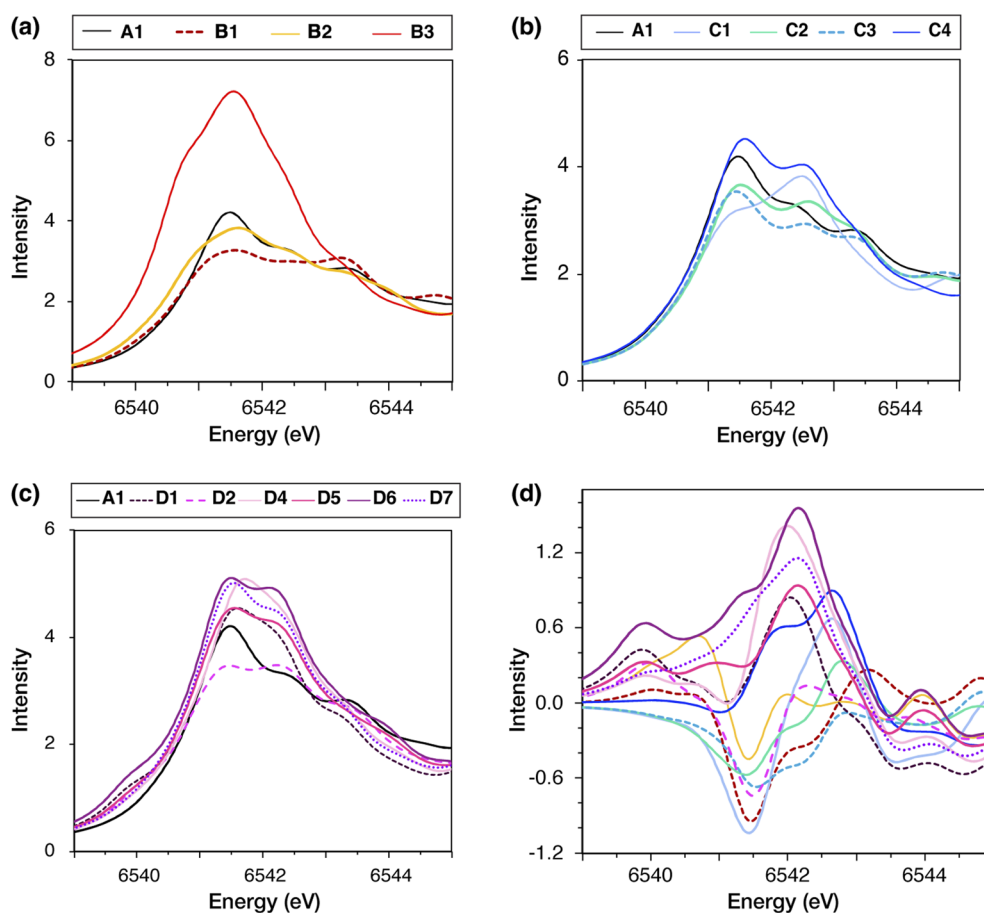 (a)
A1 B1 B2 B3
8
6
4
2
0
Intensity
6540 6542 6544
Energy (eV)
(b)
A1 C1 C2 C3 C4
6
4
2
0
Intensity
6540 6542 6544
Energy (eV)
(c)
A1 D1 D2 D4 D5 D6 D7
6
4
2
0
Intensity
6540 6542 6544
Energy (eV)
(d)
1.2
0.6
0.0
-0.6
-1.2
Intensity
6540 6542 6544
Energy (eV)